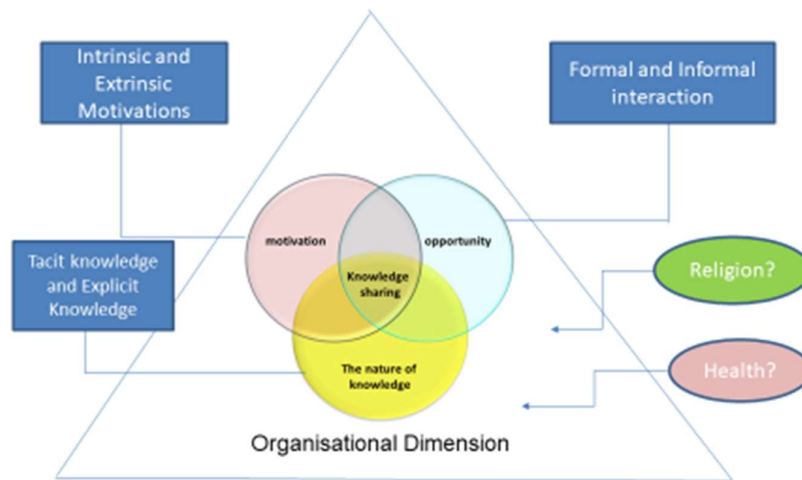 Intrinsic and
Extrinsic
Motivations
Formal and Informal
interaction
motivation
opportunity
Tacit knowledge
and Explicit
Knowledge
Knowledge
sharing
Religion?
The nature of
knowledge
Health?
Organisational Dimension